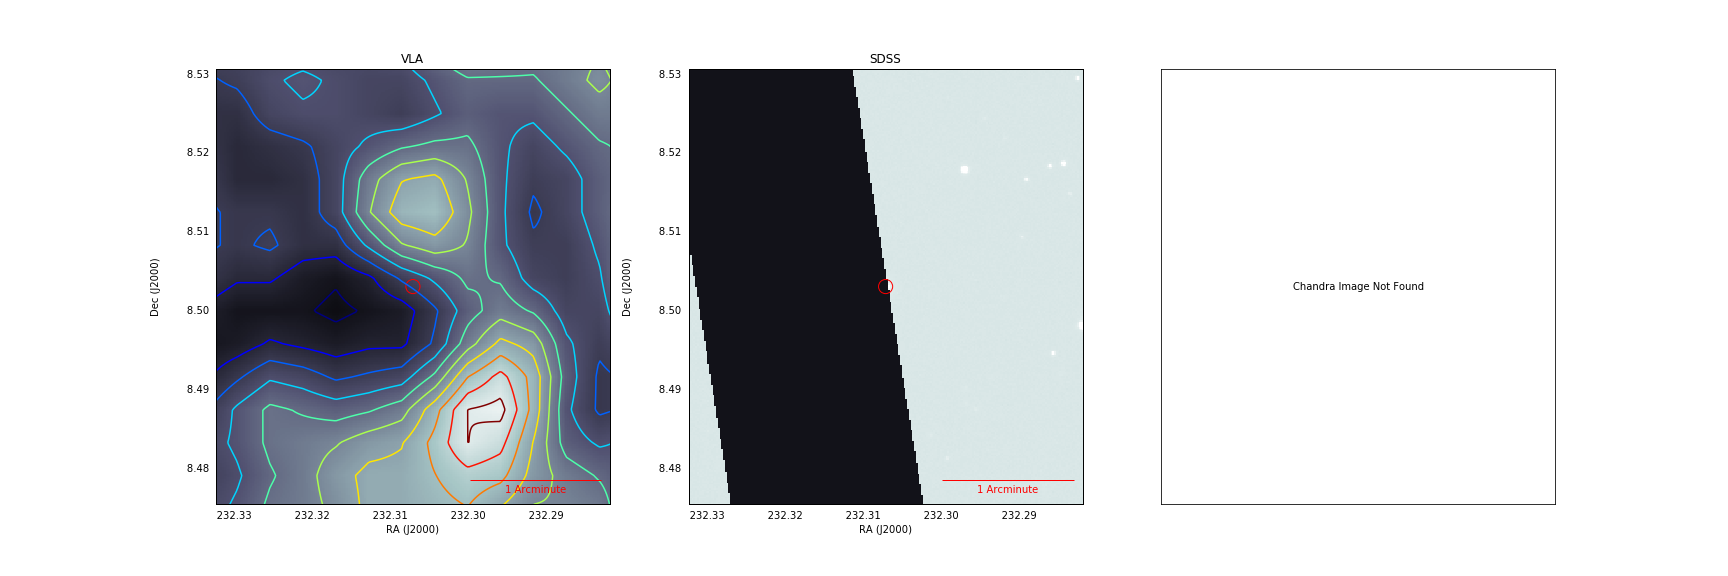 VLA
8.53
8.52
8.51
8.50
8.49
8.48
Dec (J2000)
232.33 232.32 232.31 232.30 232.29
RA (J2000)
1 Arcminute
SDSS
8.53
8.52
8.51
8.50
8.49
8.48
Dec (J2000)
232.33 232.32 232.31 232.30 232.29
RA (J2000)
1 Arcminute
Chandra Image Not Found